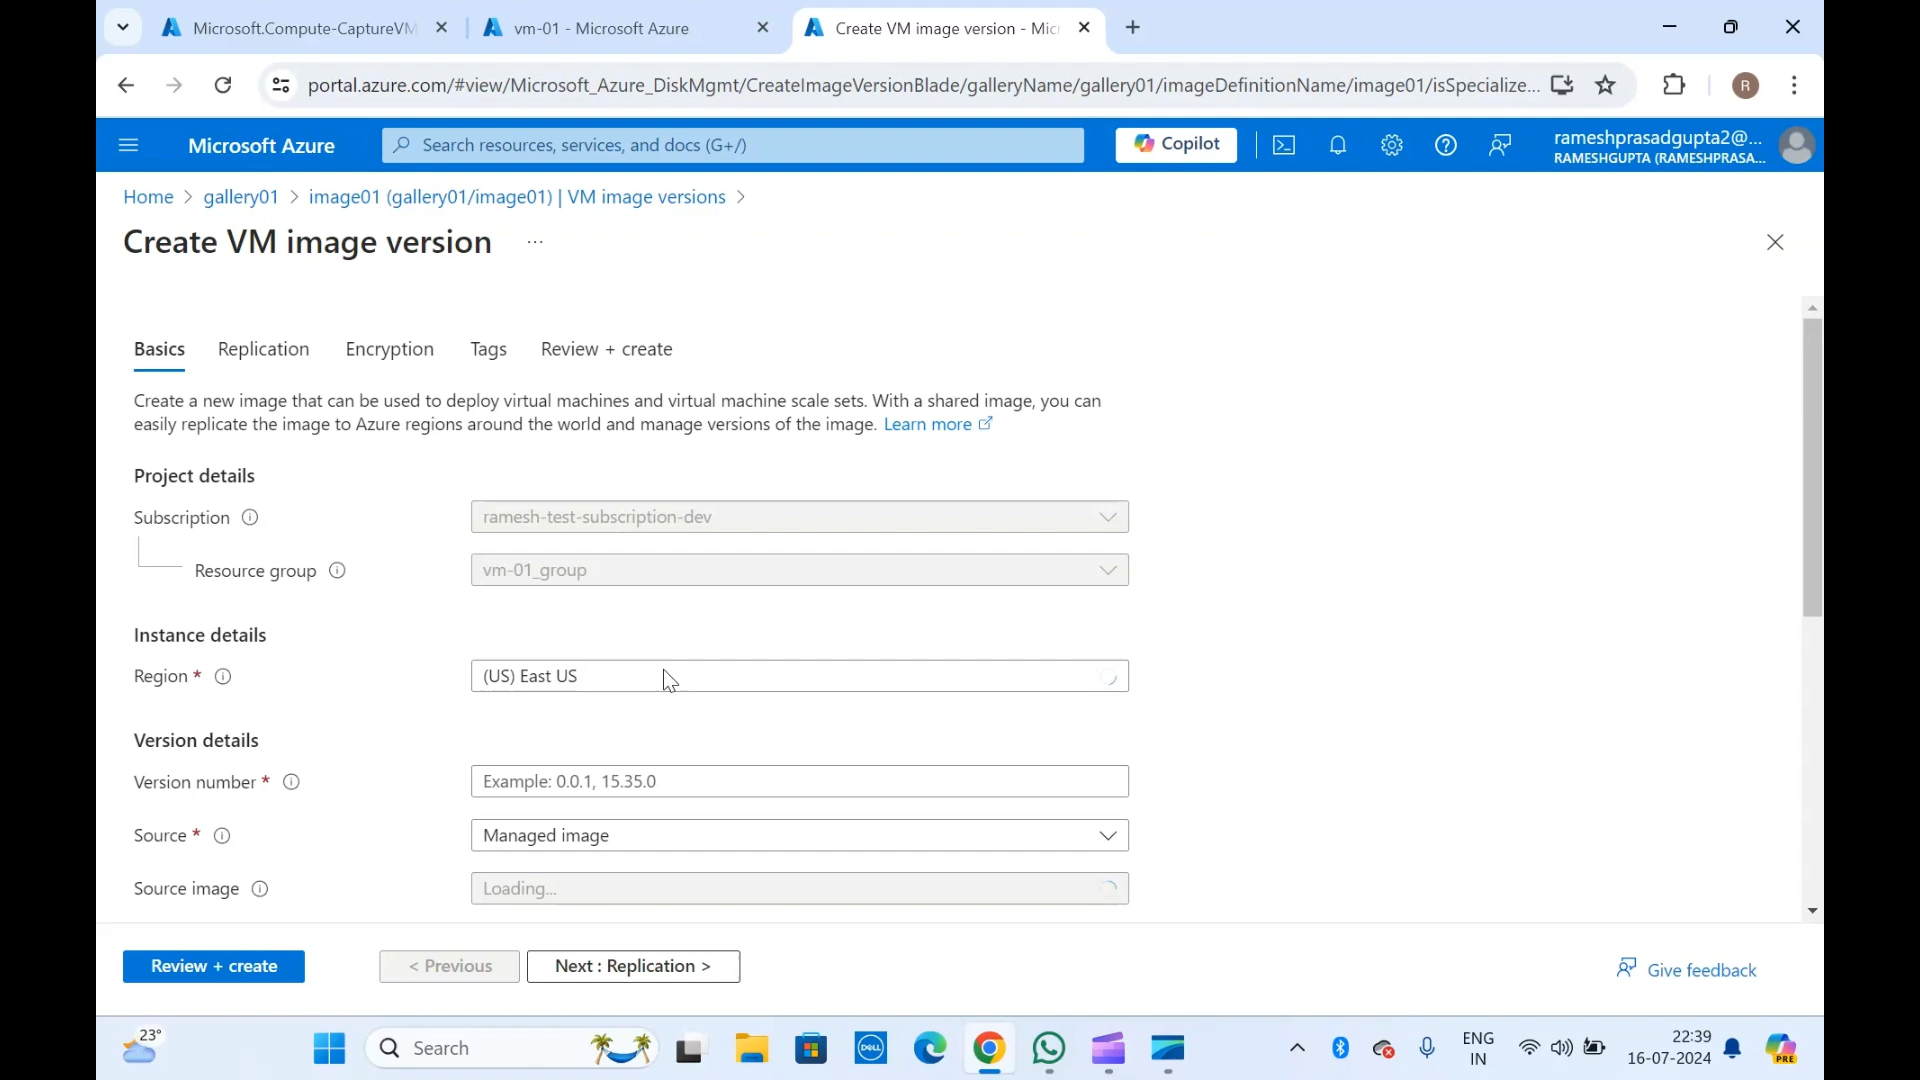 Microsoft.Compute-CaptureVM
vm-01 - Microsoft Azure
Create VM image version - Mic
portal.azure.com/#view/Microsoft_Azure_DiskMgmt/CreateImageVersionBlade/galleryName/gallery01/imageDefinitionName/image01/isSpecialize...
R
Microsoft Azure
Search resources, services, and docs (G+/)
Copilot
rameshprasadgupta2@...
RAMESHGUPTA (RAMESHPRASA...
Home > gallery01 > image01 (gallery01/image01) | VM image versions >
Create VM image version ...
Basics Replication Encryption Tags Review + create
Create a new image that can be used to deploy virtual machines and virtual machine scale sets. With a shared image, you can
easily replicate the image to Azure regions around the world and manage versions of the image. Learn more
Project details
Subscription
ramesh-test-subscription-dev
Resource group
vm-01_group
Instance details
Region *
(US) East US
Version details
Version number *
Example: 0.0.1, 15.35.0
Source *
Managed image
Source image
Loading...
Review + create
< Previous
Next : Replication >
Give feedback
23°
Search
DELL
ENG
IN
22:39
16-07-2024
PRE